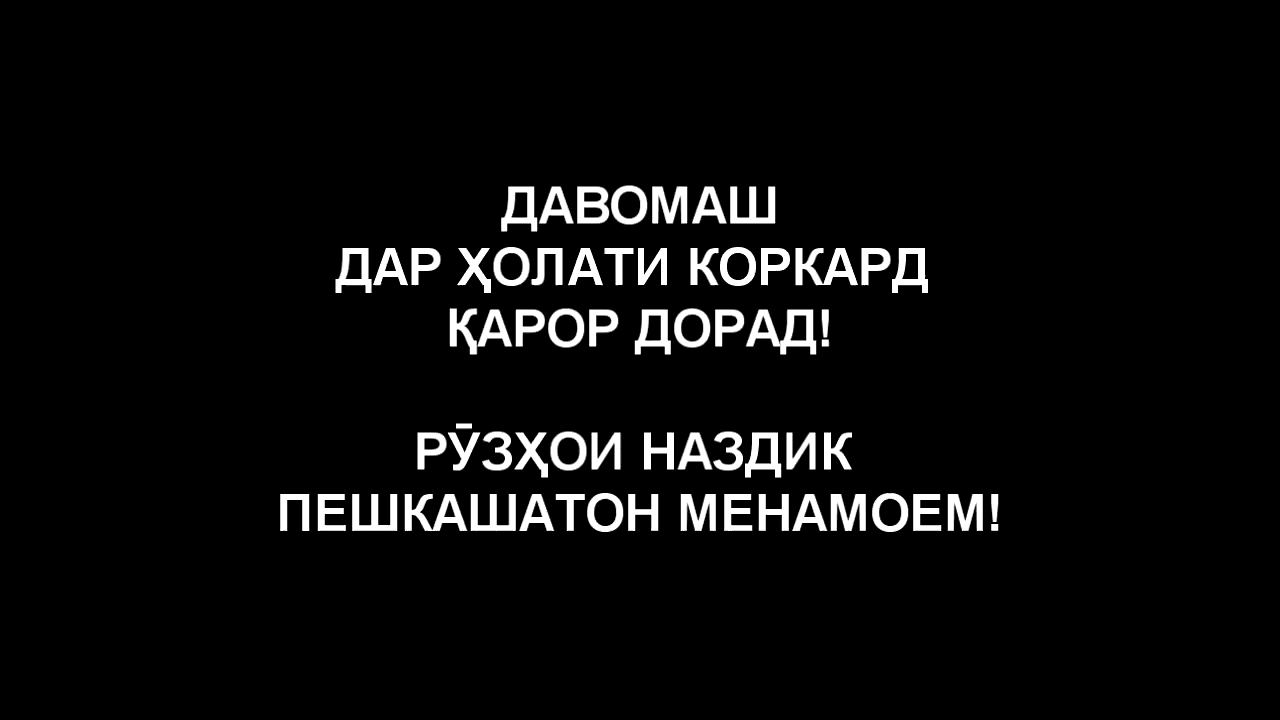 ДАВОМАШ
ДАР ҲОЛАТИ КОРКАРД
ҚАРОР ДОРАД!
РӮЗҲОИ НАЗДИК
ПЕШКАШАТОН МЕНАМОЕМ!